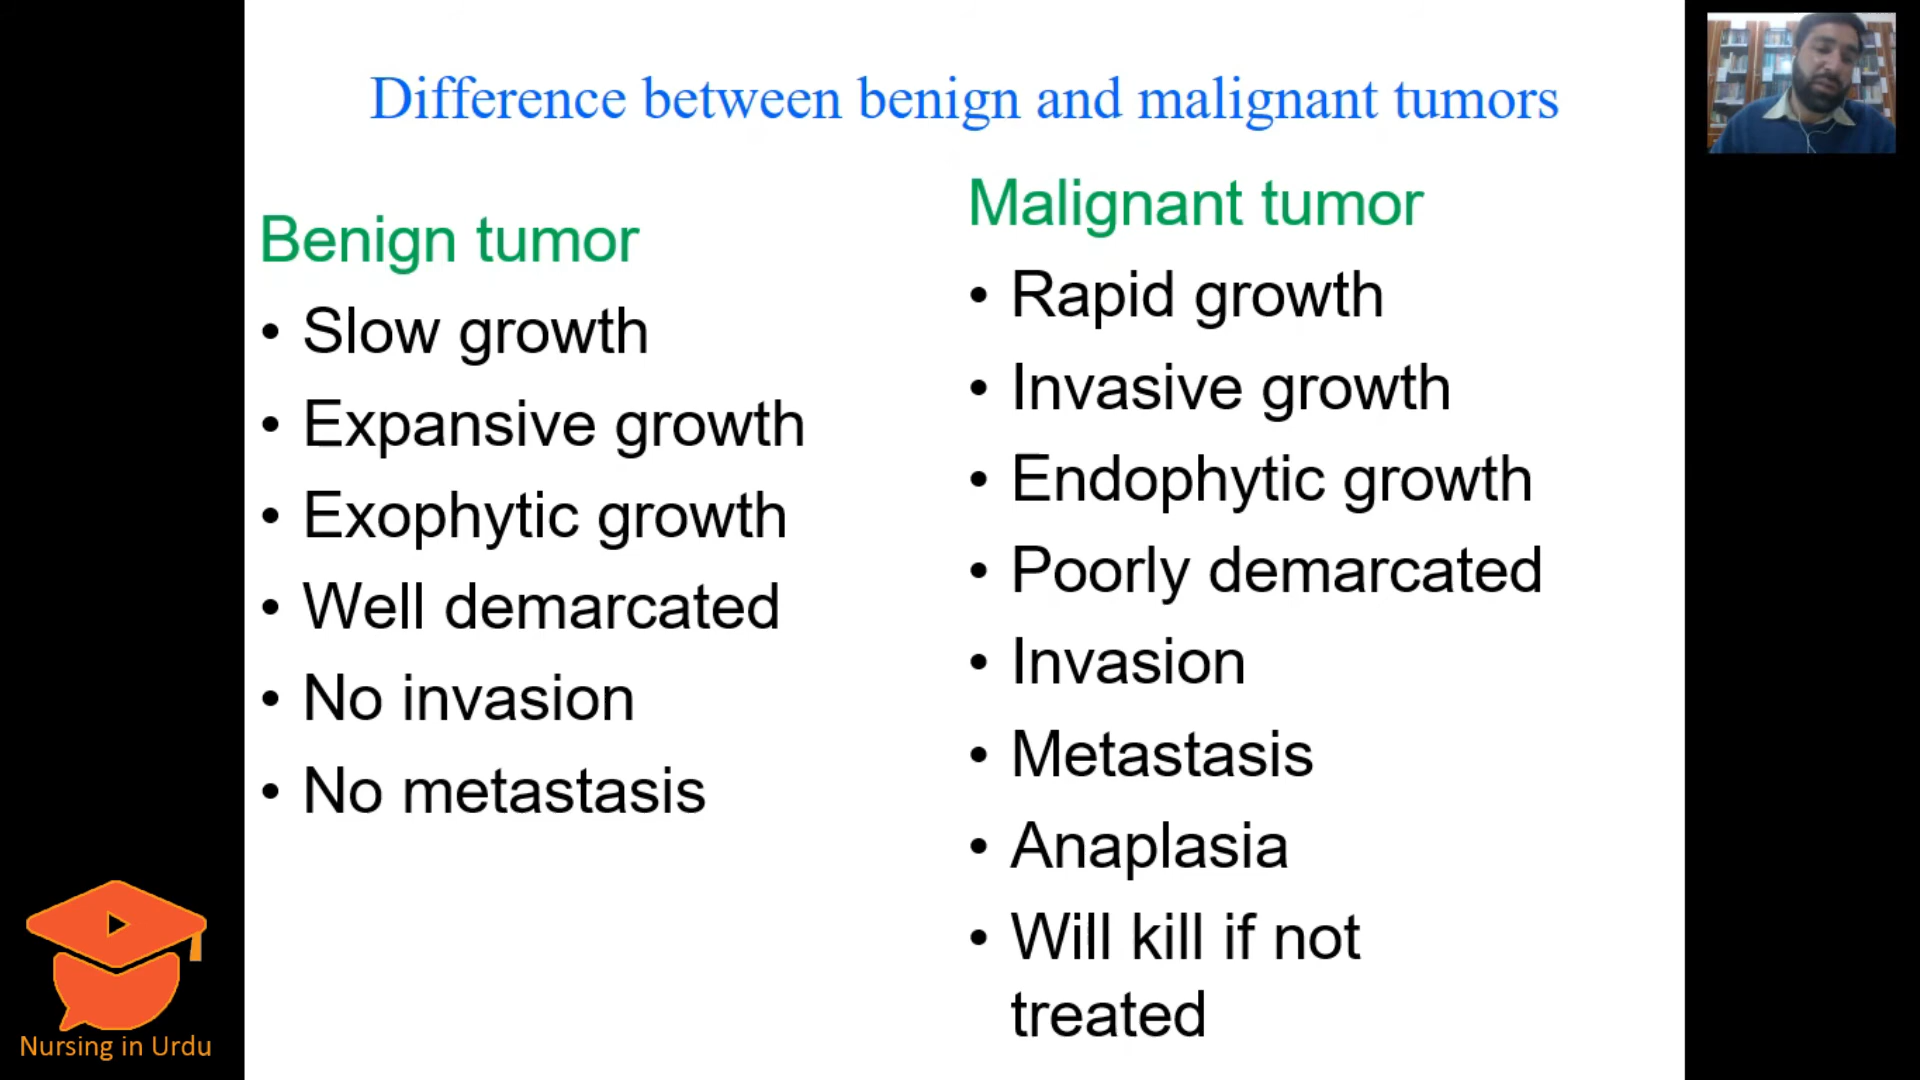 Difference between benign and malignant tumors
Benign tumor
• Slow growth
• Expansive growth
• Exophytic growth
• Well demarcated
• No invasion
• No metastasis
Malignant tumor
• Rapid growth
• Invasive growth
• Endophytic growth
• Poorly demarcated
• Invasion
• Metastasis
• Anaplasia
• Will kill if not
treated
Nursing in Urdu